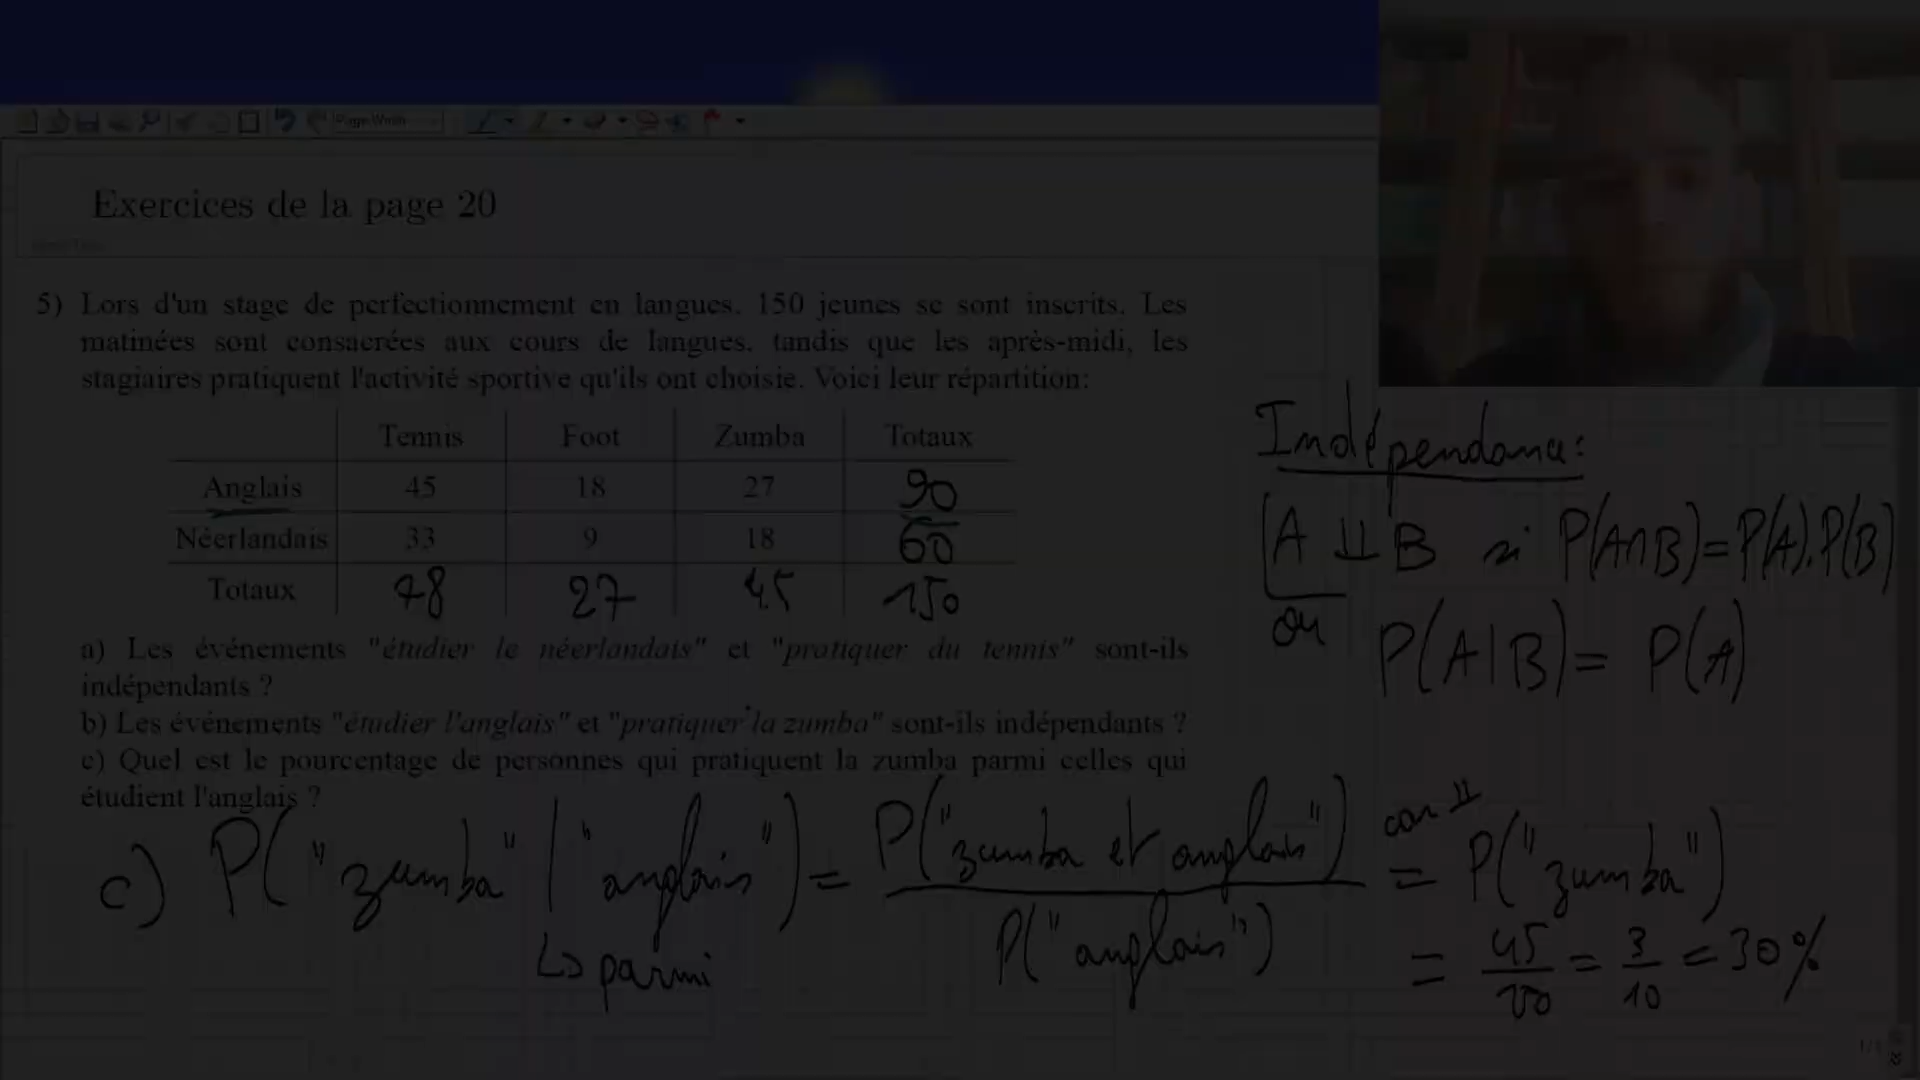 Page Width
Exercices de la page 20
5) Lors d'un stage de perfectionnement en langues, 150 jeunes se sont inscrits. Les
matinées sont consacrées aux cours de langues, tandis que les après-midi, les
stagiaires pratiquent l'activité sportive qu'ils ont choisie. Voici leur répartition:
Tennis Foot Zumba Totaux
Anglais 45 18 27 90
Néerlandais 33 9 18 60
Totaux 78 27 45 150
a) Les événements "étudier le néerlandais" et "pratiquer du tennis" sont-ils
indépendants ?
b) Les événements "étudier l'anglais" et "pratiquer la zumba" sont-ils indépendants ?
c) Quel est le pourcentage de personnes qui pratiquent la zumba parmi celles qui
étudient l'anglais ?
Indépendance:
A ⫫ B si P(A∩B)=P(A).P(B)
ou P(A|B)= P(A)
c) P("zumba" | "anglais") = P("zumba et anglais") / P("anglais") car ⫫ = P("zumba")
↳ parmi
= 45/150 = 3/10 = 30%